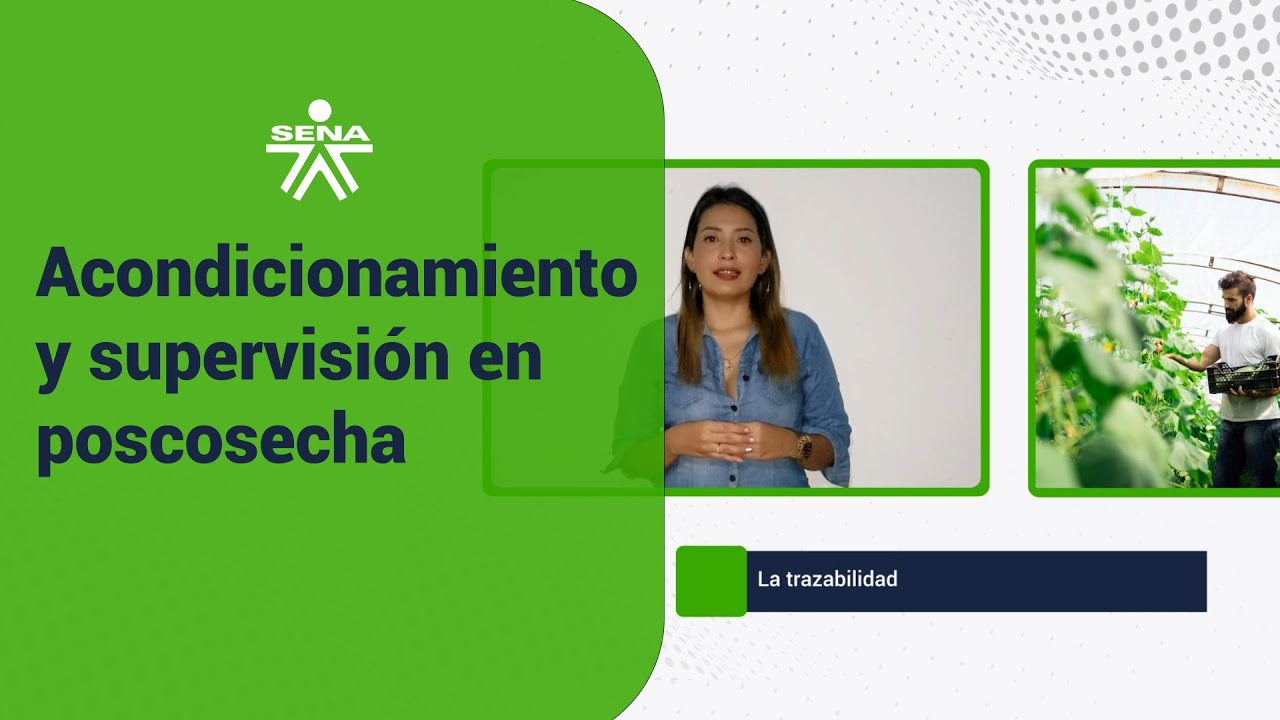 SENA
Acondicionamiento
y supervisión en
poscosecha
La trazabilidad